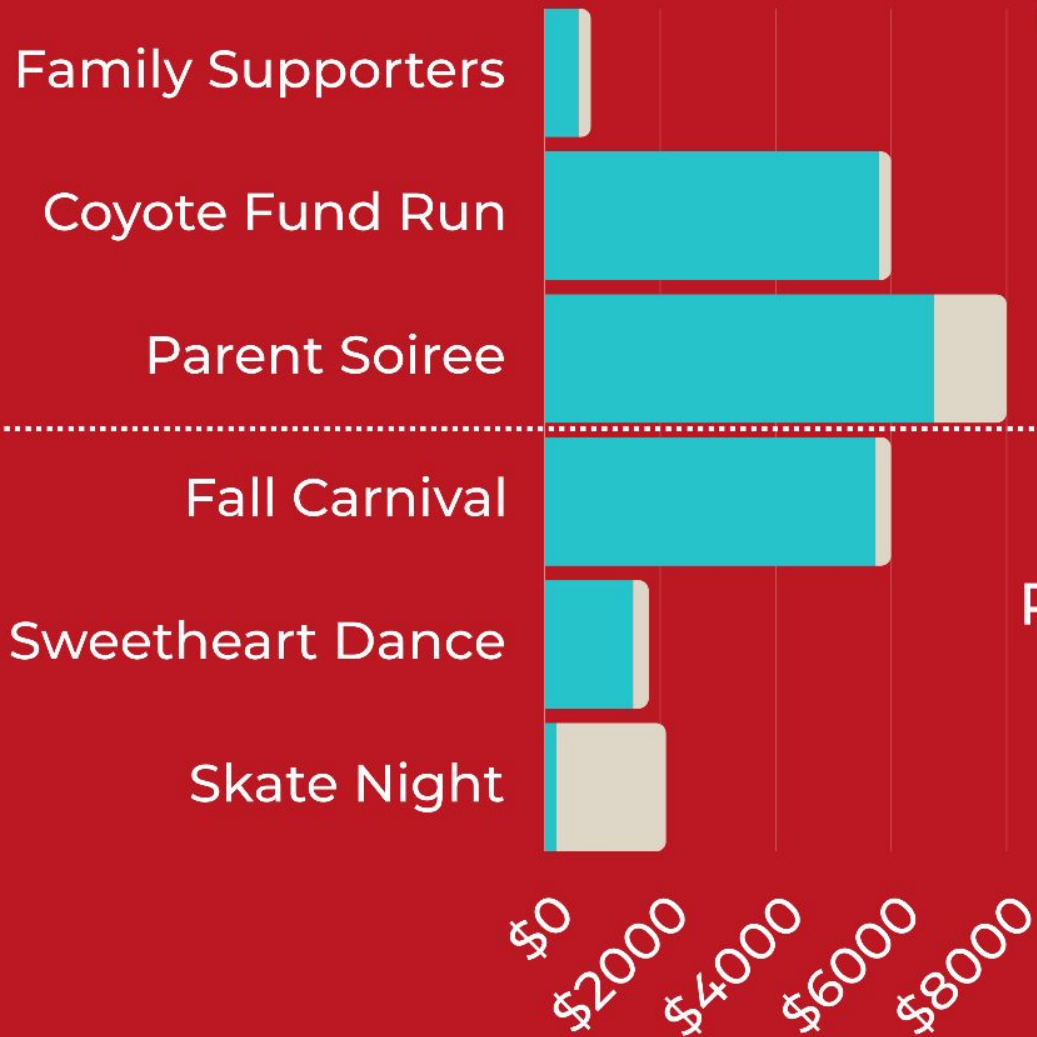 Family Supporters
Coyote Fund Run
Parent Soiree
Fall Carnival
Sweetheart Dance
Skate Night
$0
$2000
$4000
$6000
$8000